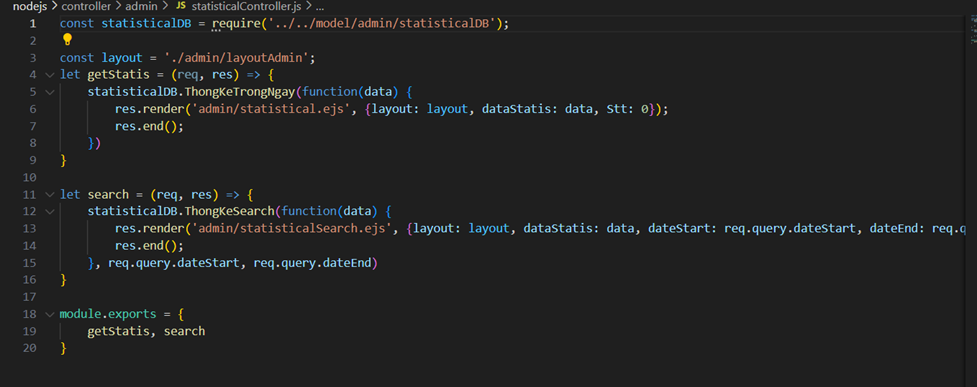 nodejs > controller > admin > JS statisticalController.js > ...
1 const statisticalDB = require('../../model/admin/statisticalDB');
2
3 const layout = './admin/layoutAdmin';
4 let getStatis = (req, res) => {
5 statisticalDB.ThongKeTrongNgay(function(data) {
6 res.render('admin/statistical.ejs', {layout: layout, dataStatis: data, Stt: 0});
7 res.end();
8 })
9 }
10
11 let search = (req, res) => {
12 statisticalDB.ThongKeSearch(function(data) {
13 res.render('admin/statisticalSearch.ejs', {layout: layout, dataStatis: data, dateStart: req.query.dateStart, dateEnd: req.q
14 res.end();
15 }, req.query.dateStart, req.query.dateEnd)
16 }
17
18 module.exports = {
19 getStatis, search
20 }